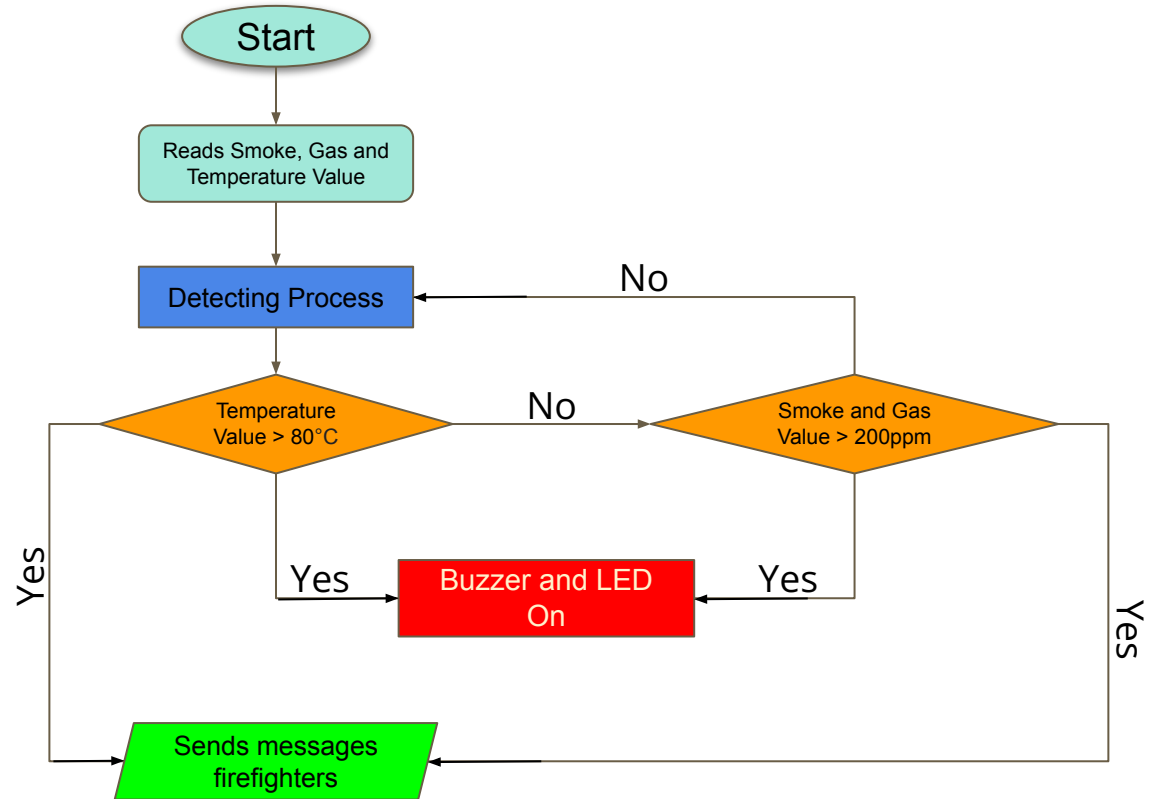 Start
Reads Smoke, Gas and
Temperature Value
Detecting Process
No
Temperature
Value > 80°C
No
Smoke and Gas
Value > 200ppm
Yes
Yes
Buzzer and LED
On
Yes
Yes
Sends messages
firefighters